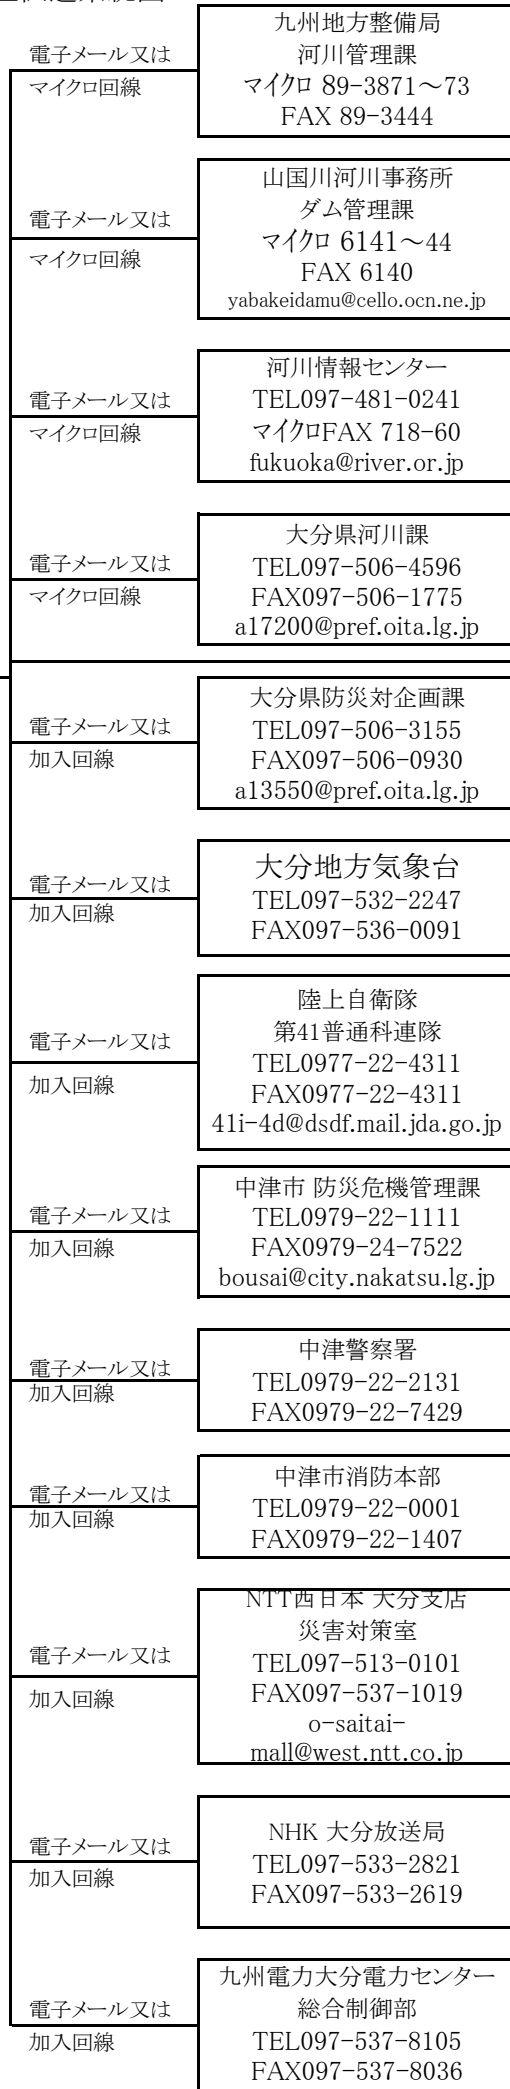 電子メール又は
マイクロ回線
九州地方整備局
河川管理課
マイクロ 89-3871～73
FAX 89-3444
電子メール又は
マイクロ回線
山国川河川事務所
ダム管理課
マイクロ 6141～44
FAX 6140
yabakeidamu@cello.ocn.ne.jp
電子メール又は
マイクロ回線
河川情報センター
TEL097-481-0241
マイクロFAX 718-60
fukuoka@river.or.jp
電子メール又は
マイクロ回線
大分県河川課
TEL097-506-4596
FAX097-506-1775
a17200@pref.oita.lg.jp
電子メール又は
加入回線
大分県防災対企画課
TEL097-506-3155
FAX097-506-0930
a13550@pref.oita.lg.jp
電子メール又は
加入回線
大分地方気象台
TEL097-532-2247
FAX097-536-0091
電子メール又は
加入回線
陸上自衛隊
第41普通科連隊
TEL0977-22-4311
FAX0977-22-4311
41i-4d@dsdf.mail.jda.go.jp
電子メール又は
加入回線
中津市 防災危機管理課
TEL0979-22-1111
FAX0979-24-7522
bousai@city.nakatsu.lg.jp
電子メール又は
加入回線
中津警察署
TEL0979-22-2131
FAX0979-22-7429
電子メール又は
加入回線
中津市消防本部
TEL0979-22-0001
FAX0979-22-1407
電子メール又は
加入回線
NTT西日本 大分支店
災害対策室
TEL097-513-0101
FAX097-537-1019
o-saitai-
mall@west.ntt.co.jp
電子メール又は
加入回線
NHK 大分放送局
TEL097-533-2821
FAX097-533-2619
電子メール又は
加入回線
九州電力大分電力センター
総合制御部
TEL097-537-8105
FAX097-537-8036